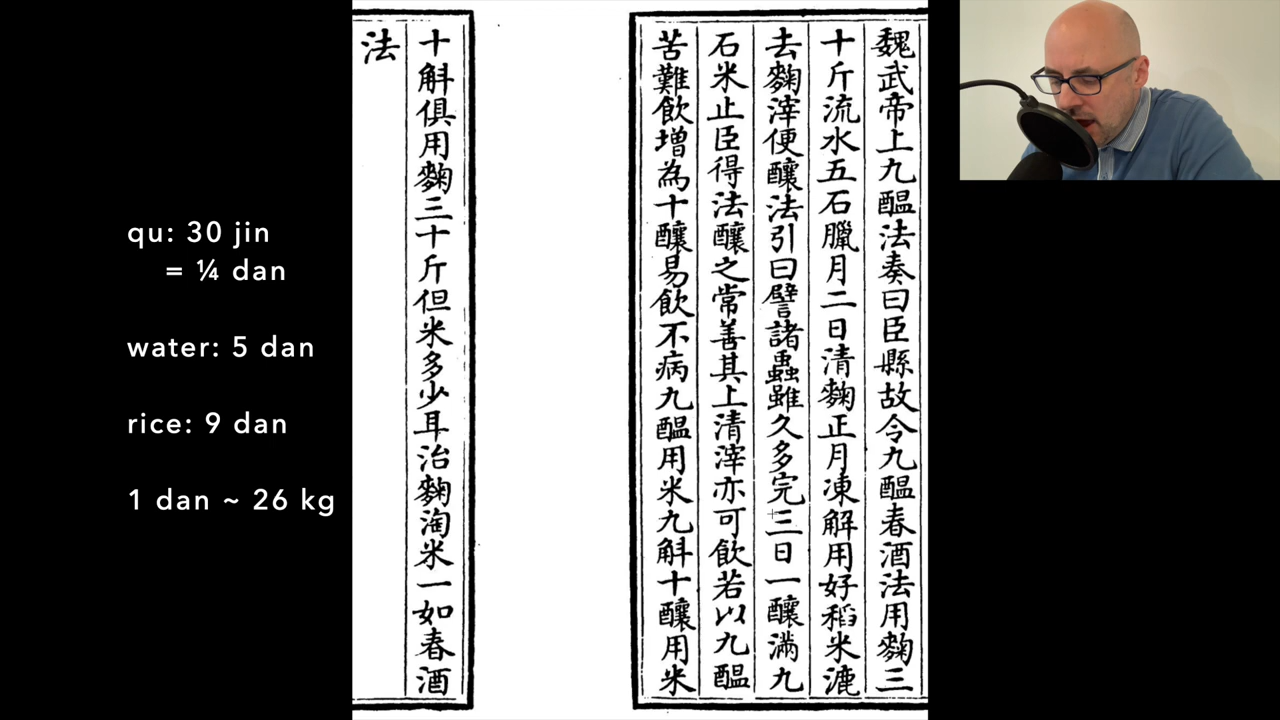 qu: 30 jin
= ¼ dan
water: 5 dan
rice: 9 dan
1 dan ~ 26 kg
魏武帝上九醞法奏曰臣縣故令九醞春酒法用麴三
十斤流水五石臘月二日清麴正月凍解用好稻米漉
去麴滓便釀法引曰譬諸蟲雖久多完三日一釀滿九
石米止臣得法釀之常善其上清滓亦可飲若以九醞
苦難飲增為十釀易飲不病九醞用米九斛十釀用米
十斛俱用麴三十斤但米多少耳治麴淘米一如春酒
法